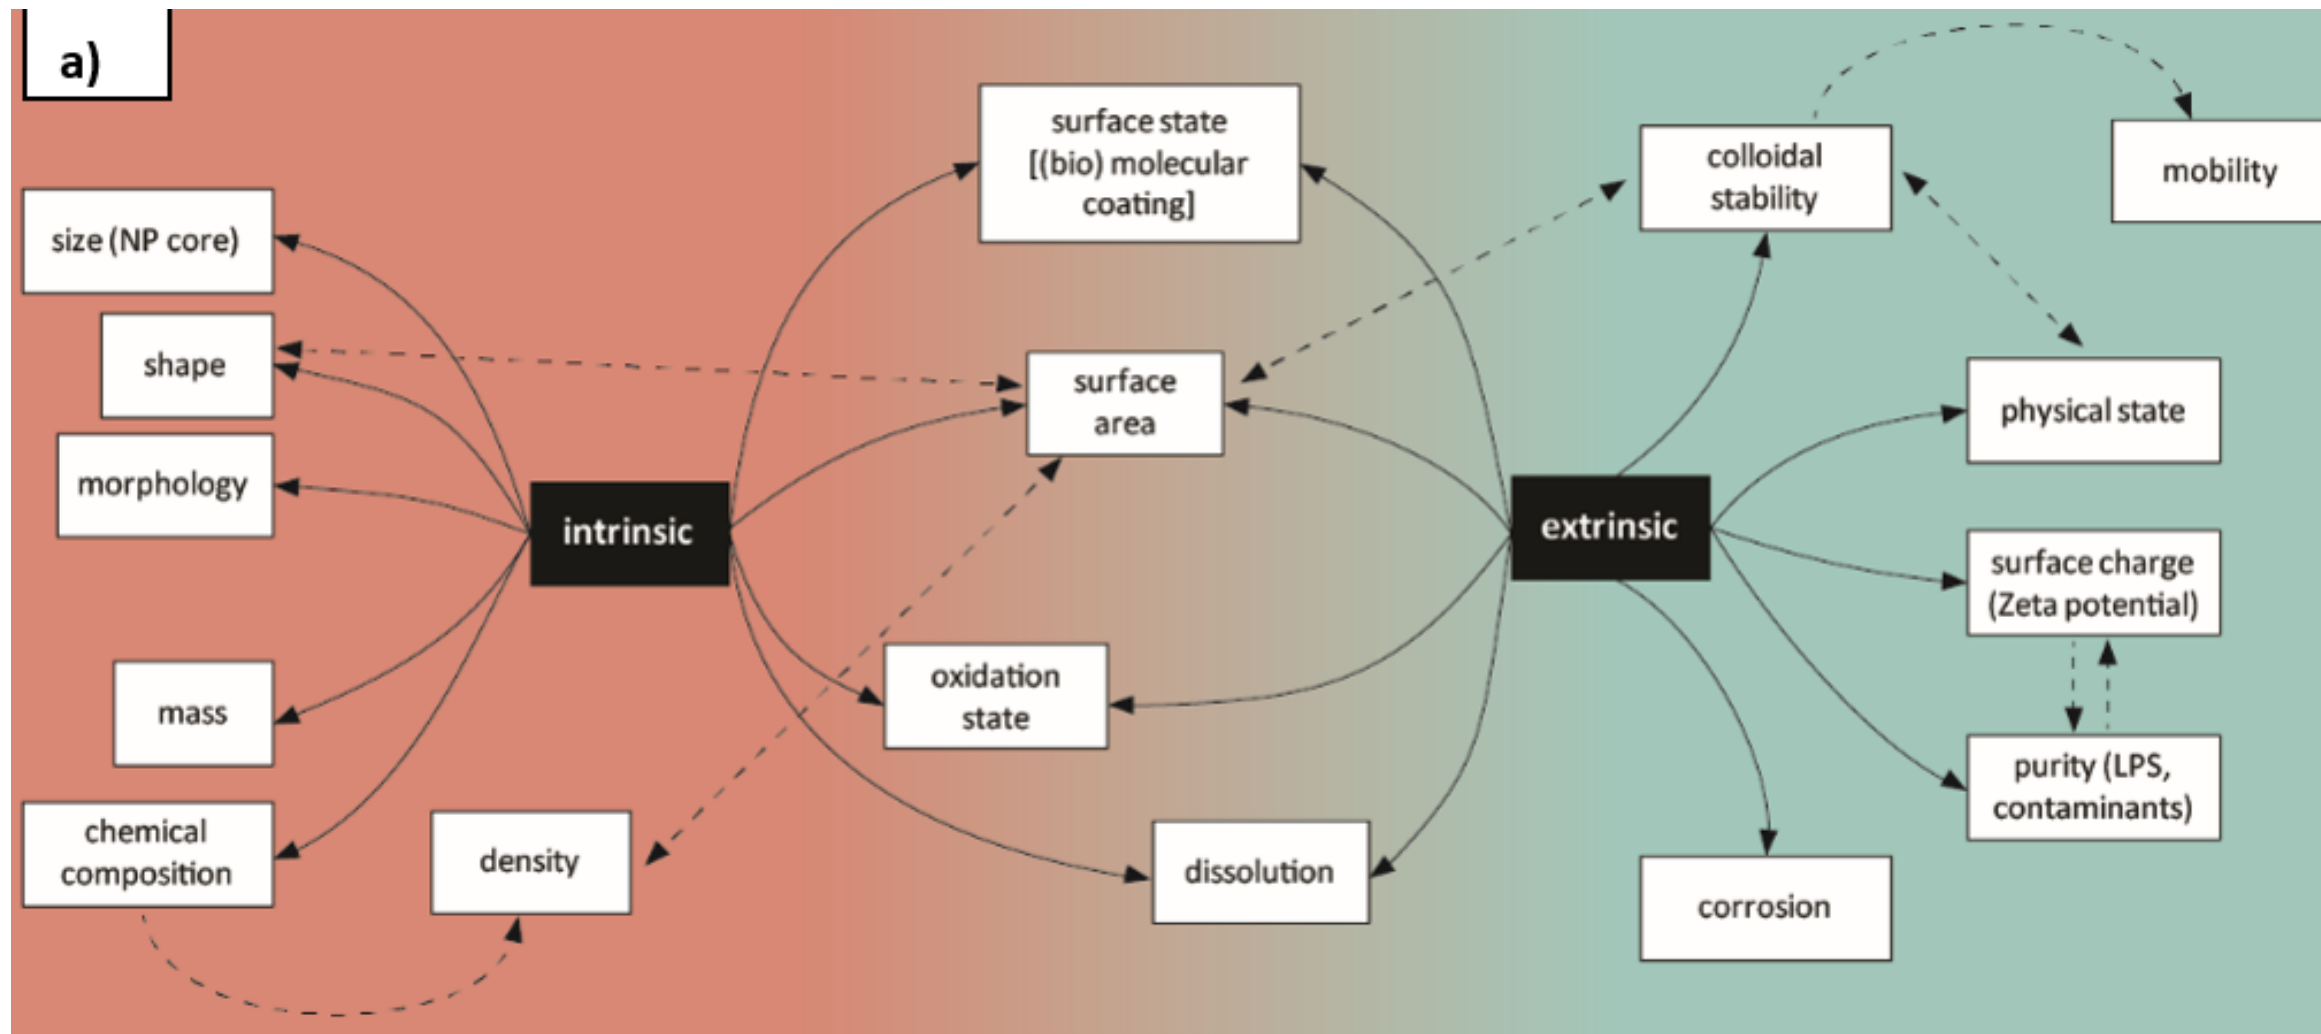 a)
surface state
[(bio) molecular
coating]
colloidal
stability
mobility
size (NP core)
shape
surface
area
physical state
morphology
intrinsic
extrinsic
surface charge
(Zeta potential)
oxidation
state
mass
purity (LPS,
contaminants)
chemical
composition
density
dissolution
corrosion